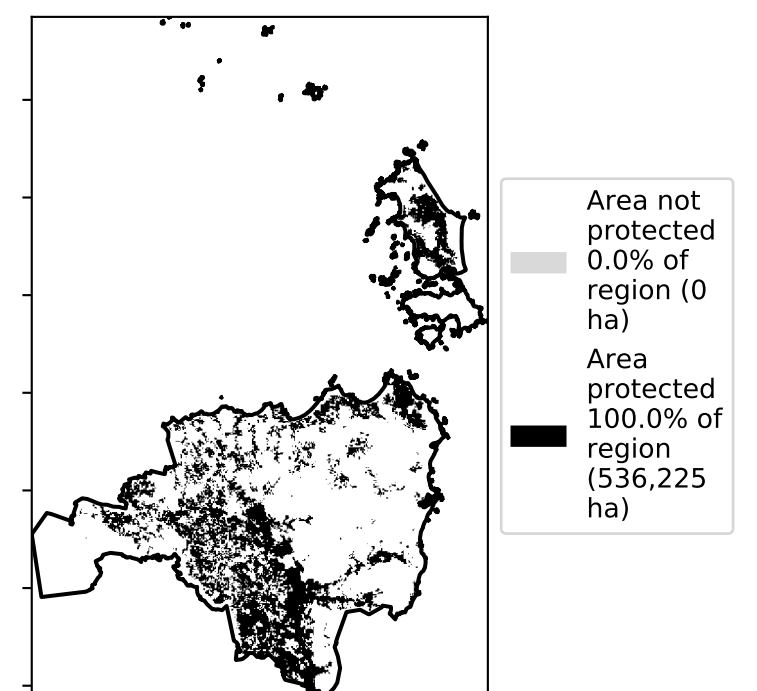 Area not
protected
0.0% of
region (0
ha)
Area
protected
100.0% of
region
(536,225
ha)